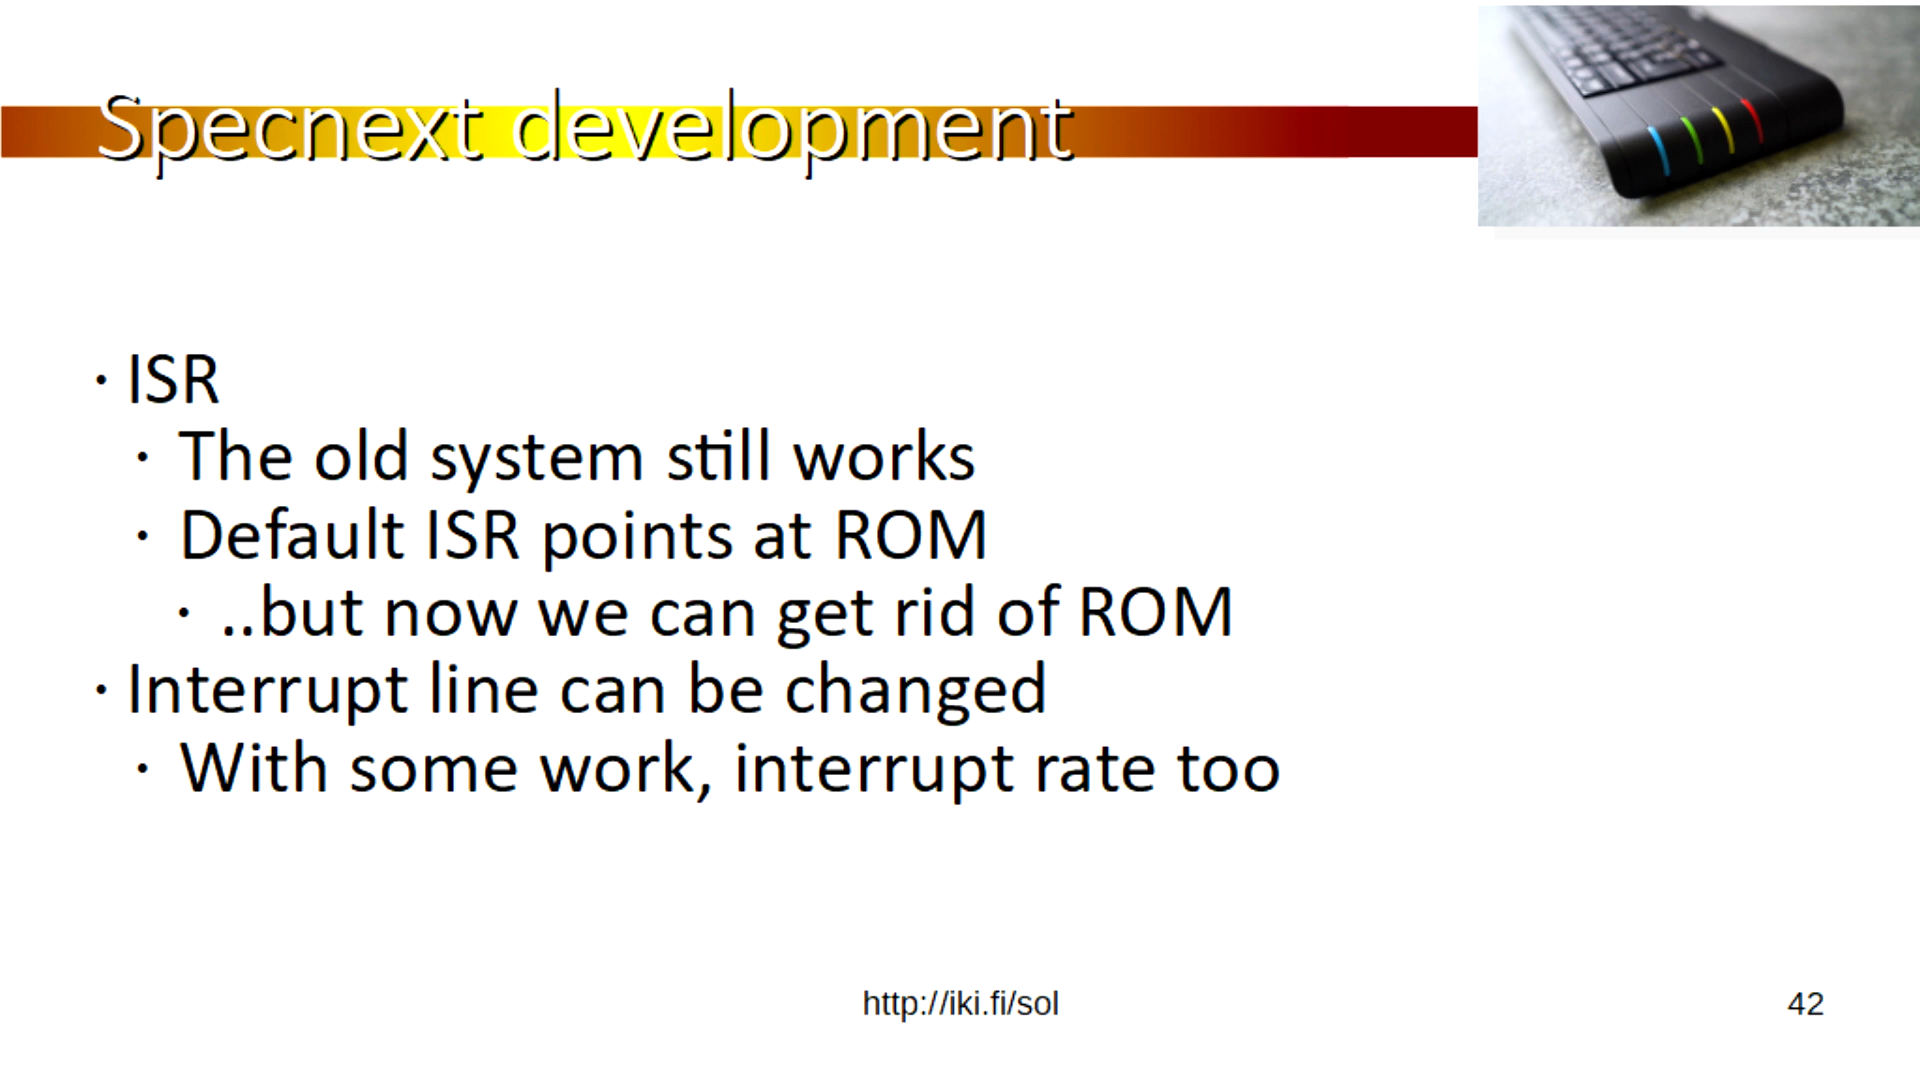 Specnext development
· ISR
· The old system still works
· Default ISR points at ROM
· ..but now we can get rid of ROM
· Interrupt line can be changed
· With some work, interrupt rate too
http://iki.fi/sol
42